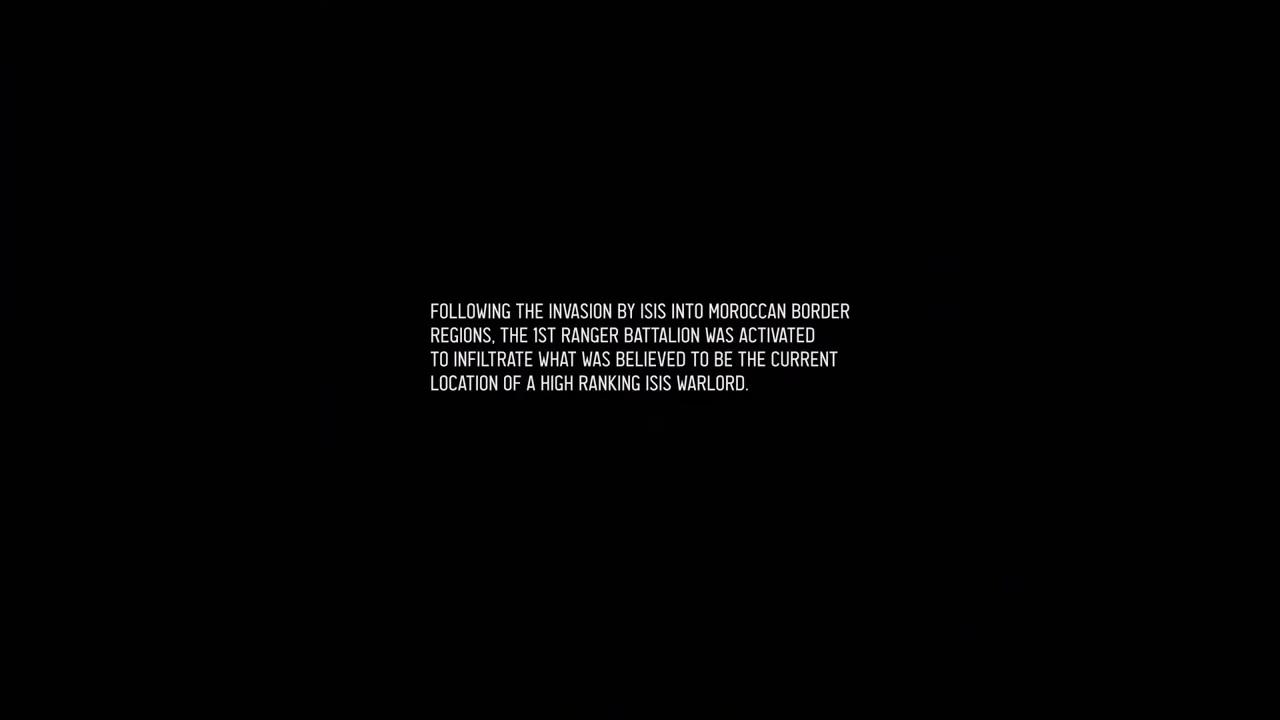 FOLLOWING THE INVASION BY ISIS INTO MOROCCAN BORDER
REGIONS, THE 1ST RANGER BATTALION WAS ACTIVATED
TO INFILTRATE WHAT WAS BELIEVED TO BE THE CURRENT
LOCATION OF A HIGH RANKING ISIS WARLORD.